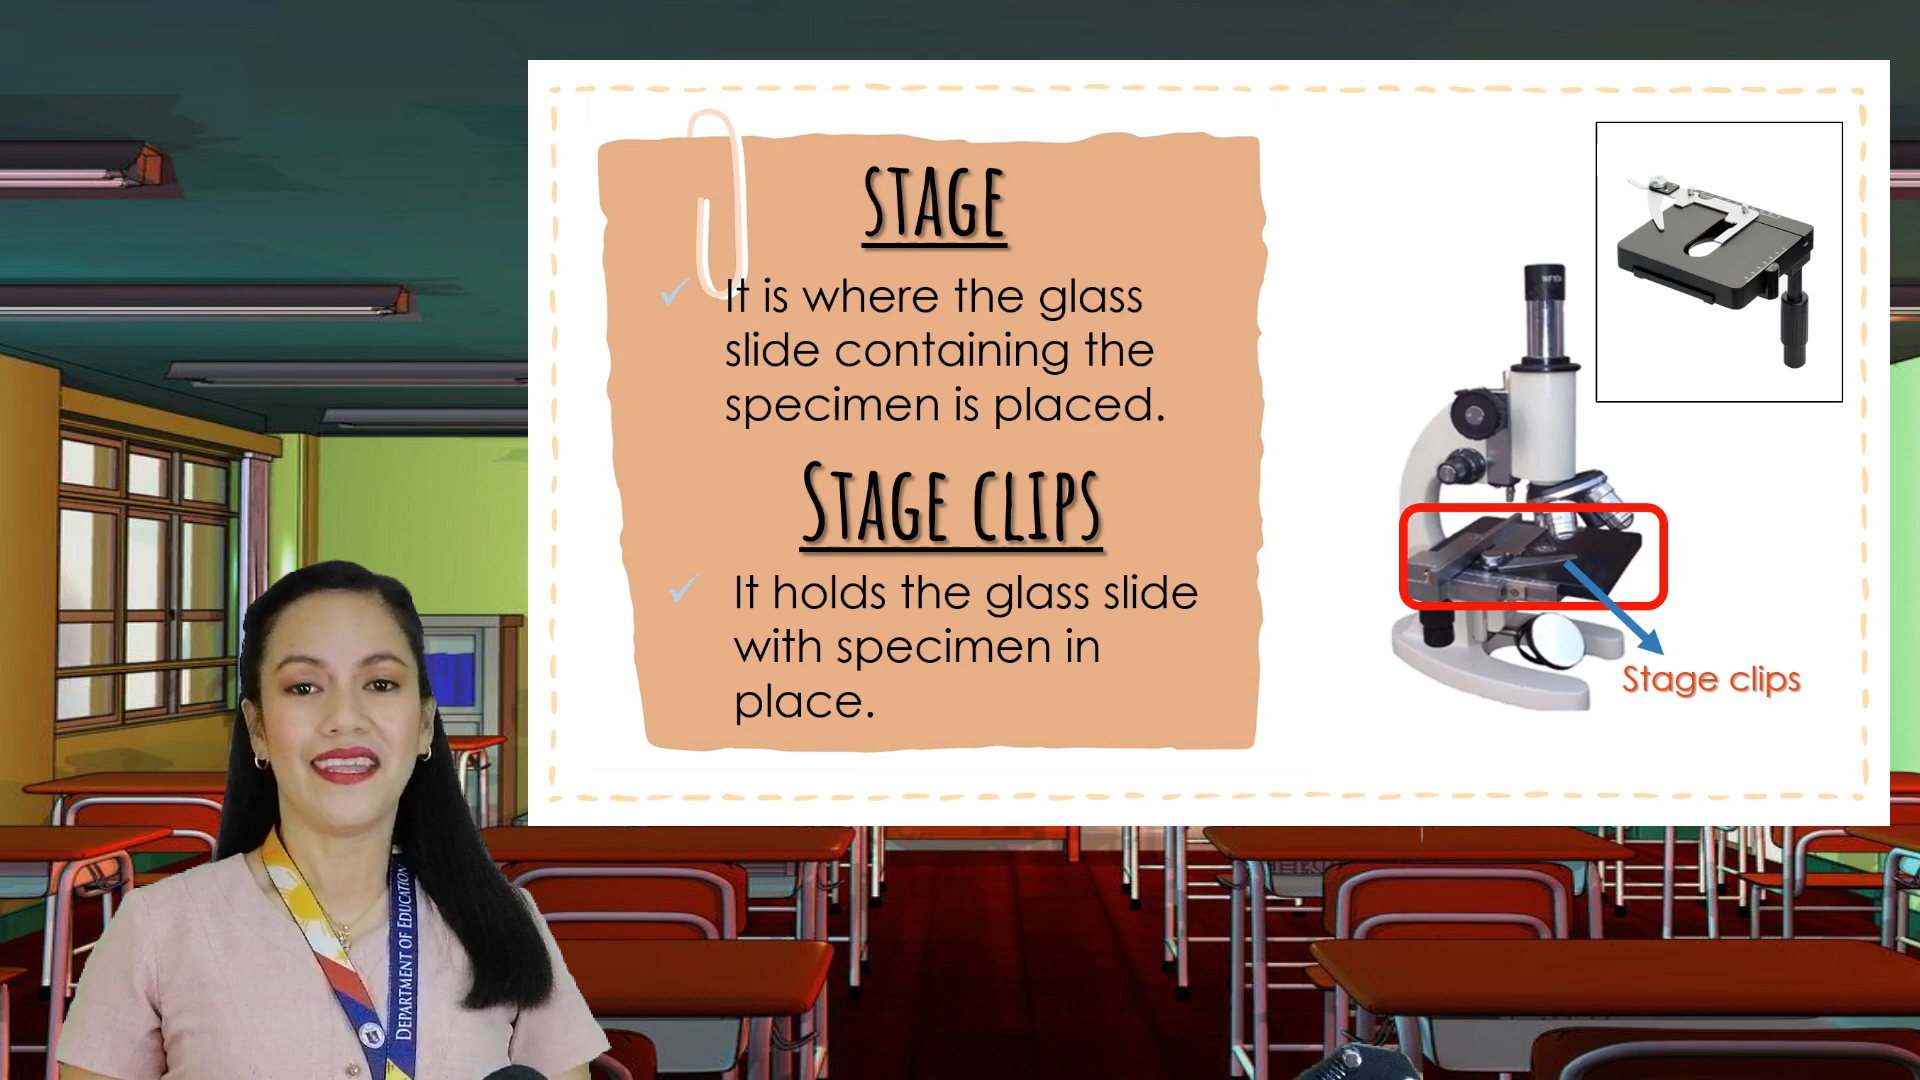 STAGE
✓ It is where the glass
slide containing the
specimen is placed.
STAGE CLIPS
✓ It holds the glass slide
with specimen in
place.
Stage clips
DEPARTMENT OF EDUCATION